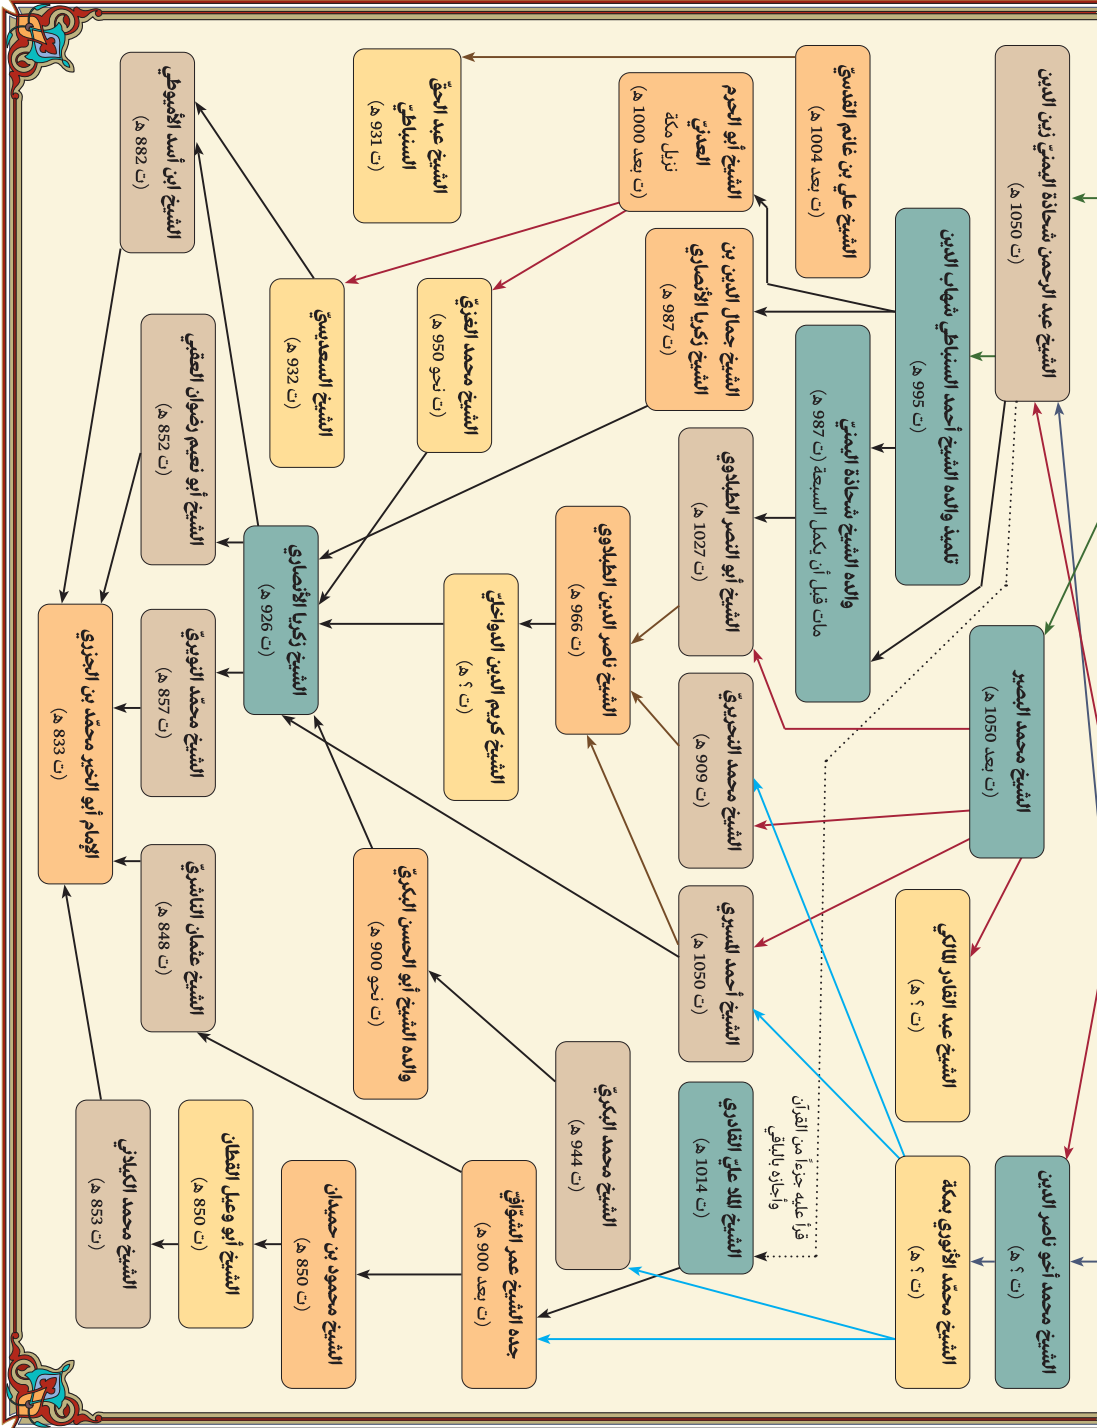 الشيخ عبد الرحمن شحاذة اليمنيّ زين الدين
(ت 1050 هـ)
الشيخ محمد البصير
(ت بعد 1050 هـ)
الشيخ محمد أخو ناصر الدين
(ت ؟ هـ)
تلميذ والده الشيخ أحمد السنباطي شهاب الدين
(ت 995 هـ)
الشيخ عبد القادر المالكي
(ت ؟ هـ)
الشيخ محمّد الأنوري بمكة
(ت ؟ هـ)
الشيخ علي بن غانم القدسيّ
(ت بعد 1004 هـ)
والده الشيخ شحاذة اليمنيّ
مات قبل أن يكمل السبعة (ت 987 هـ)
قرأ عليه جزءاً من القرآن
وأجازه بالباقي
الشيخ أبو الحرم
العدنيّ
نزيل مكة
(ت بعد 1000 هـ)
الشيخ جمال الدين بن
الشيخ زكريا الأنصاري
(ت 987 هـ)
الشيخ أبو النصر الطبلاوي
(ت 1027 هـ)
الشيخ محمد النحريريّ
(ت 909 هـ)
الشيخ أحمد المسيري
(ت 1050 هـ)
الشيخ الملا عليّ القادري
(ت 1014 هـ)
الشيخ ناصر الدين الطبلاوي
(ت 966 هـ)
الشيخ محمد البكريّ
(ت 944 هـ)
الشيخ محمد الغزيّ
(ت نحو 950 هـ)
الشيخ كريم الدين الدواخليّ
(ت ؟ هـ)
جده الشيخ عمر الشوّافيّ
(ت بعد 900 هـ)
الشيخ عبد الحقّ
السنباطيّ
(ت 931 هـ)
والده الشيخ أبو الحسن البكريّ
(ت نحو 900 هـ)
الشيخ السعديسيّ
(ت 932 هـ)
الشيخ زكريا الأنصاري
(ت 926 هـ)
الشيخ محمود بن حميدان
(ت 850 هـ)
الشيخ ابن أسد الأميوطي
(ت 882 هـ)
الشيخ أبو نعيم رضوان العقبي
(ت 852 هـ)
الشيخ محمّد النويريّ
(ت 857 هـ)
الشيخ عثمان الناشريّ
(ت 848 هـ)
الشيخ أبو وعيل القطان
(ت 850 هـ)
الشيخ محمد الكيلاني
(ت 853 هـ)
الإمام أبو الخير محمّد بن الجزري
(ت 833 هـ)